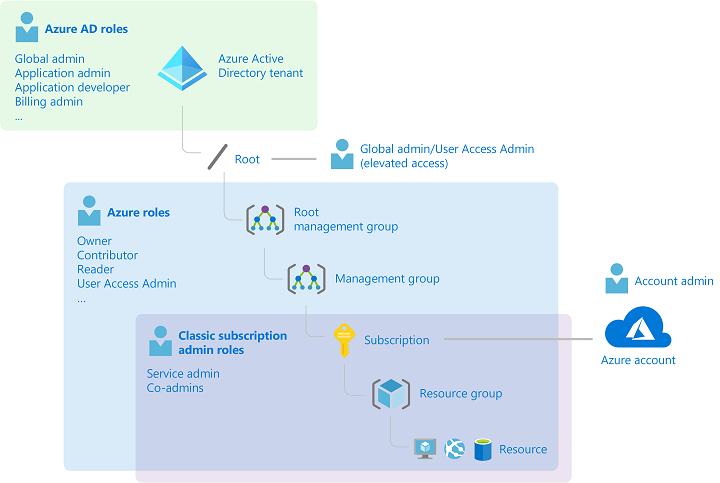 Azure AD roles
Global admin
Application admin
Application developer
Billing admin
...
Azure Active
Directory tenant
Root
Global admin/User Access Admin
(elevated access)
Azure roles
Owner
Contributor
Reader
User Access Admin
...
Root
management group
Management group
Account admin
Azure account
Classic subscription
admin roles
Service admin
Co-admins
Subscription
Resource group
Resource